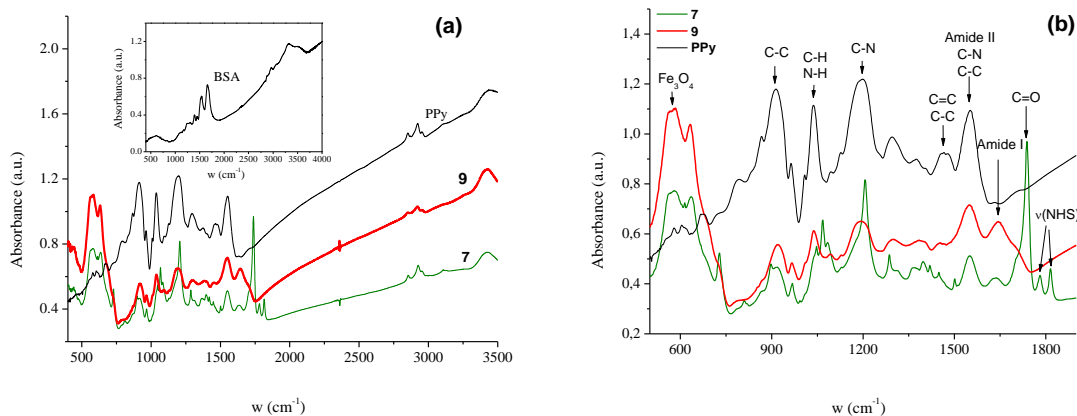 (a)
2.0
1.6
1.2
0.8
0.4
Absorbance (a.u.)
500 1000 1500 2000 2500 3000 3500
w (cm-1)
1.2
0.8
0.4
0.0
Absorbance (a.u.)
500 1000 1500 2000 2500 3000 3500 4000
w (cm-1)
BSA
PPy
9
7
(b)
7
9
PPy
1,4
1,2
1,0
0,8
0,6
0,4
0,2
Absorbance (a.u.)
600 900 1200 1500 1800
w (cm-1)
Fe3O4
C-C
C-H
N-H
C-N
Amide II
C-N
C-C
C=C
C-C
C=O
Amide I
ν(NHS)